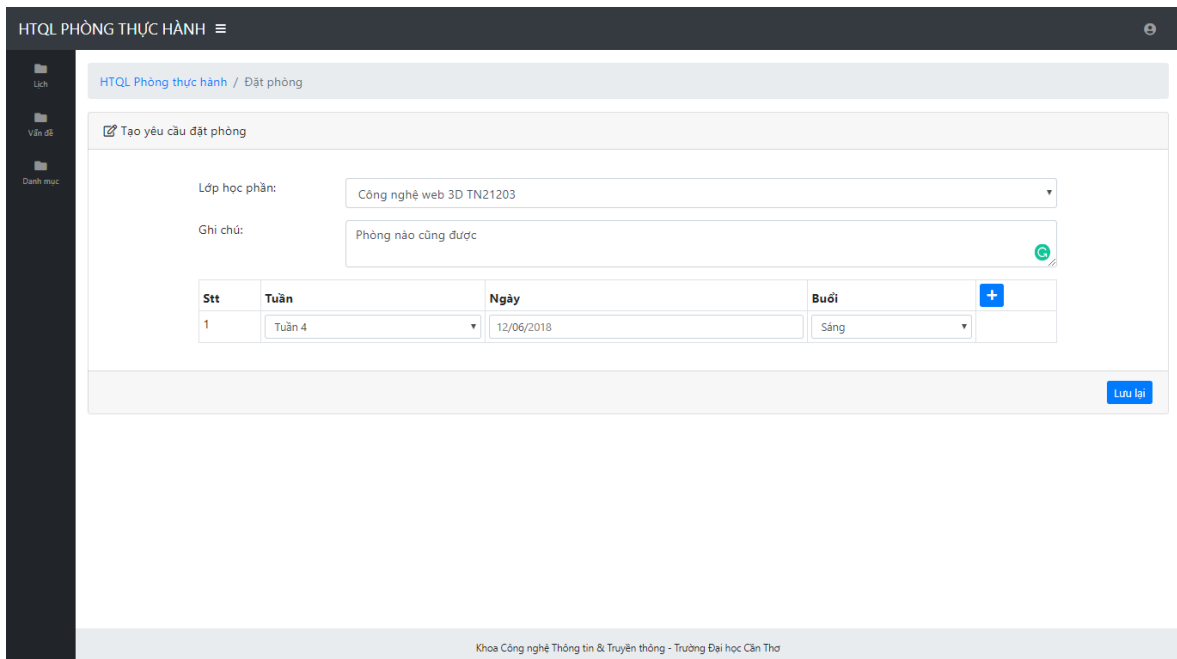 HTQL PHÒNG THỰC HÀNH
Lịch
Vấn đề
Danh mục
HTQL Phòng thực hành / Đặt phòng
Tạo yêu cầu đặt phòng
Lớp học phần:
Công nghệ web 3D TN21203
Ghi chú:
Phòng nào cũng được
Stt Tuần Ngày Buổi +
1 Tuần 4 12/06/2018 Sáng
Lưu lại
Khoa Công nghệ Thông tin & Truyền thông - Trường Đại học Cần Thơ